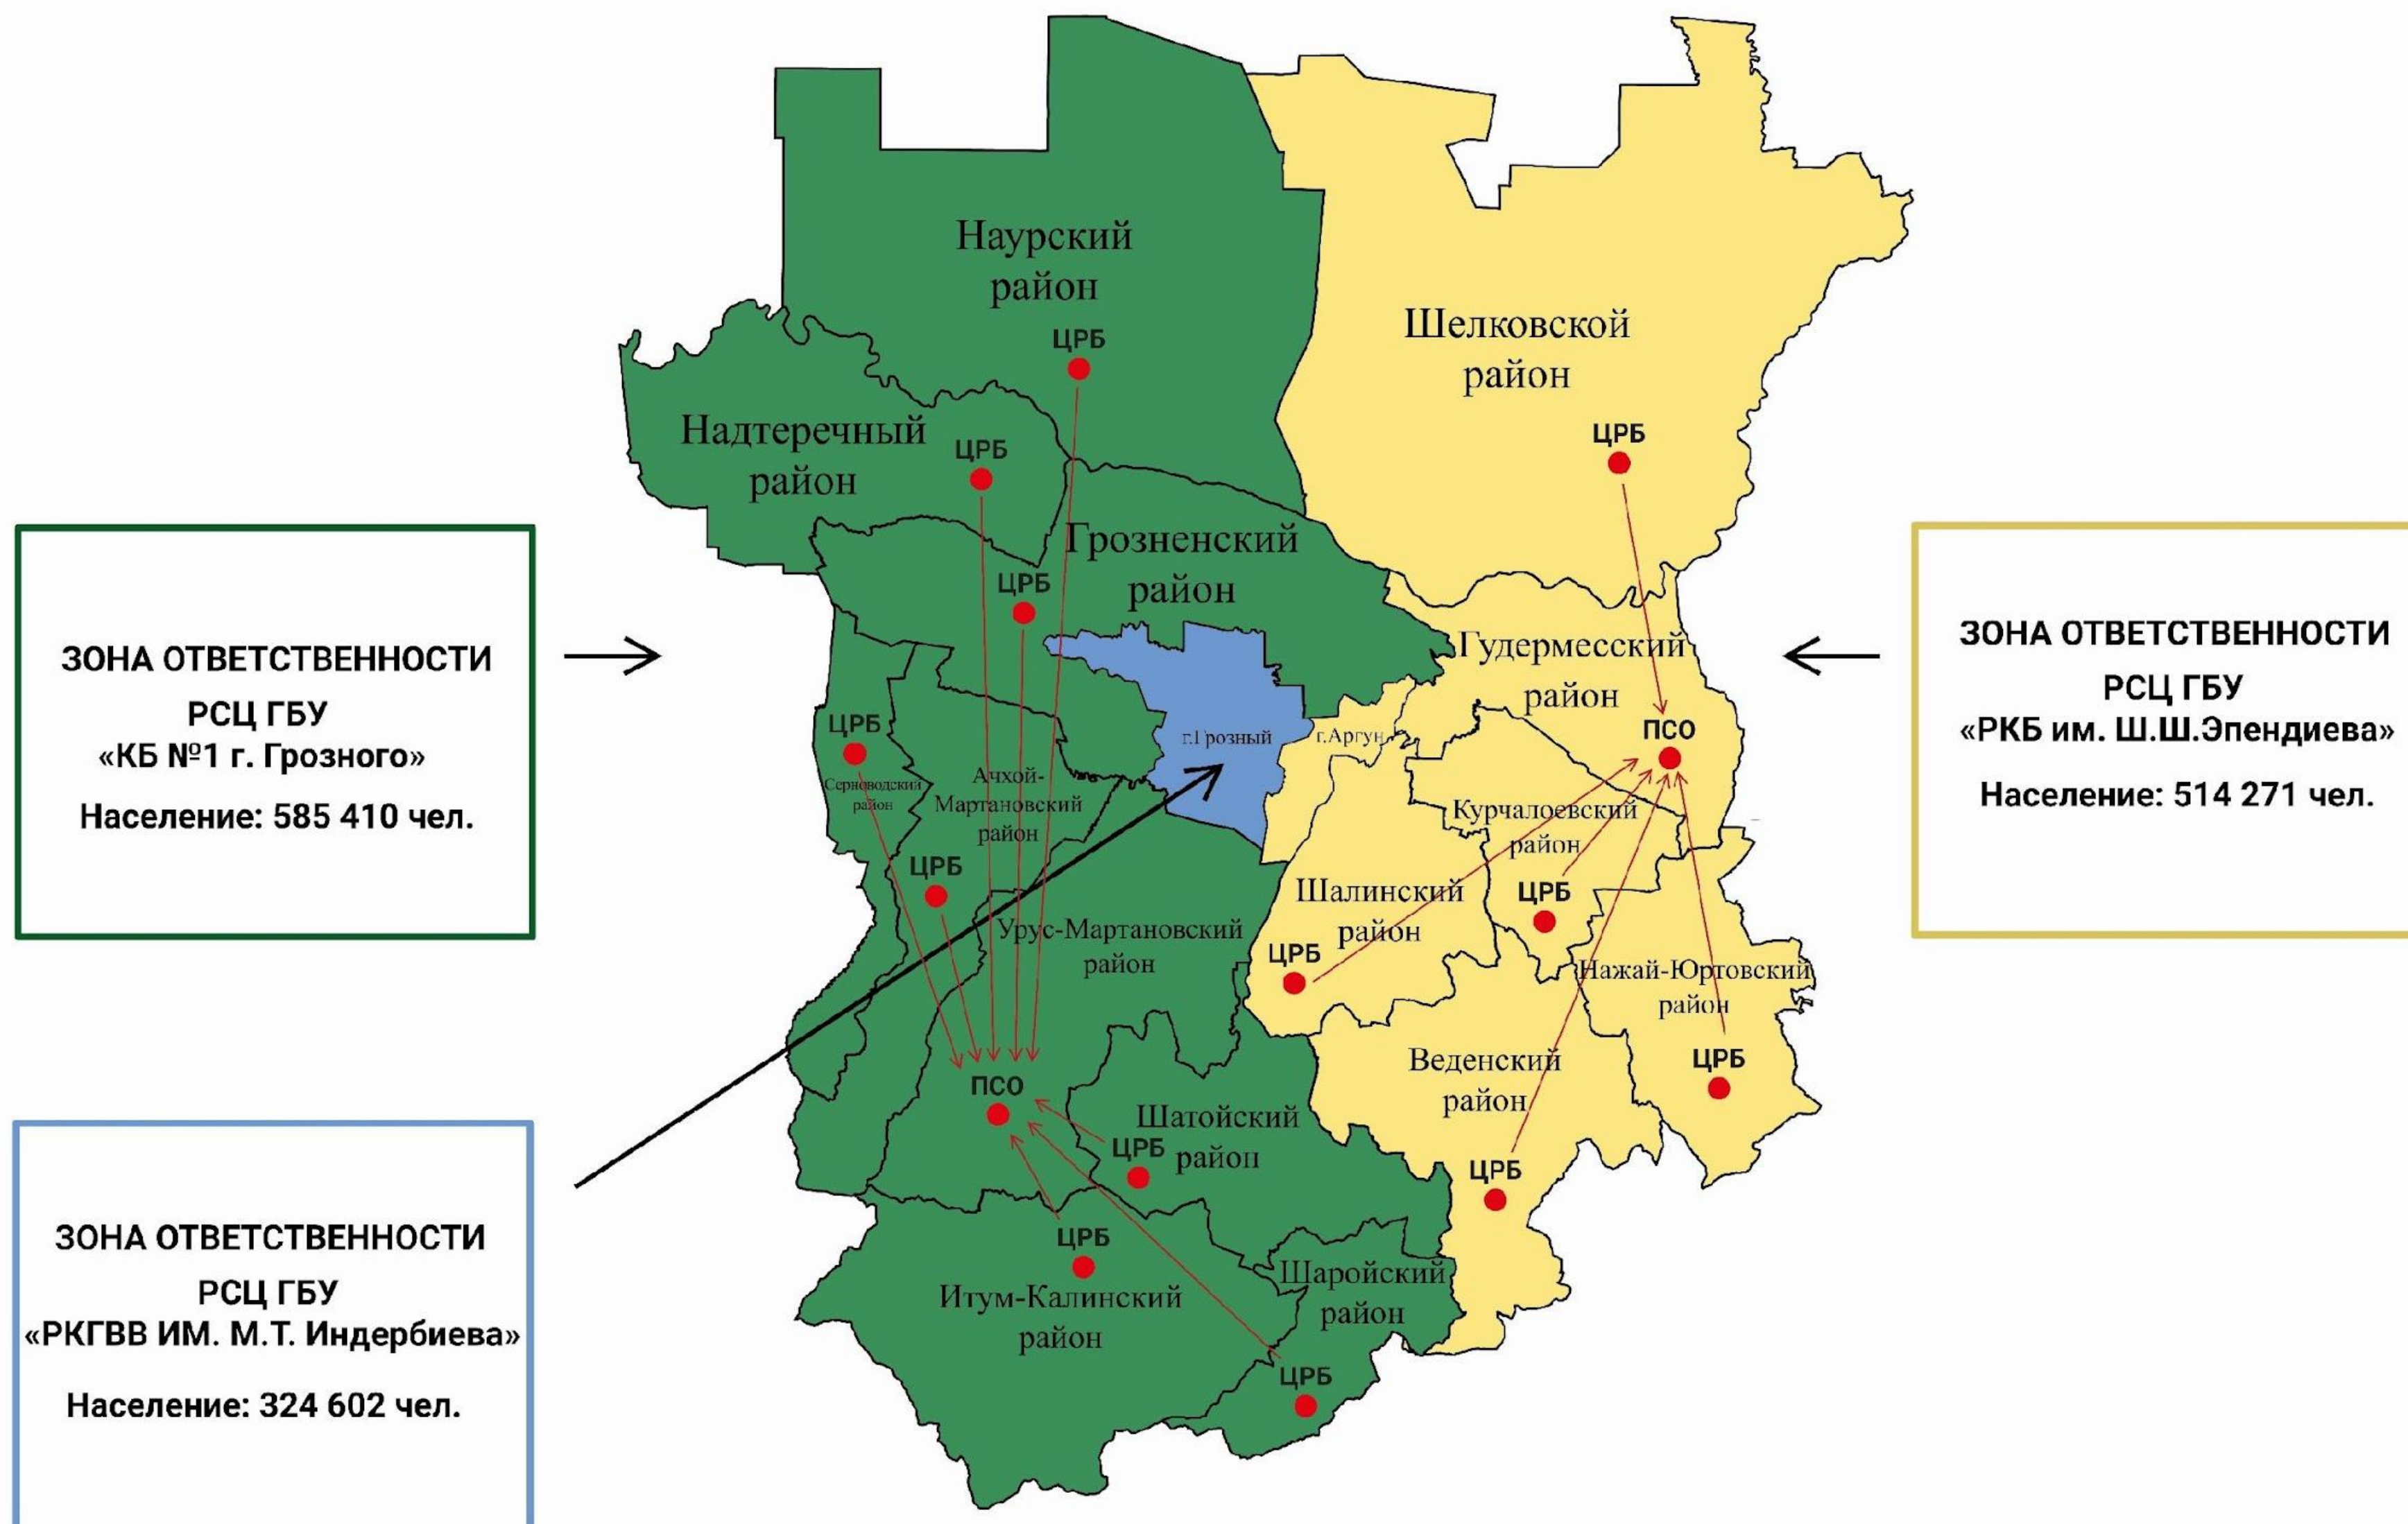 Наурский
район
ЦРБ
Шелковской
район
ЦРБ
Надтеречный
район
ЦРБ
Грозненский
район
ЦРБ
Гудермесский
район
ПСО
г.Грозный
г.Аргун
ЦРБ
Серноводский
район
Ачхой-
Мартановский
район
ЦРБ
Курчалоевский
район
ЦРБ
Шалинский
район
ЦРБ
Урус-Мартановский
район
Нажай-Юртовский
район
ЦРБ
Веденский
район
ЦРБ
ПСО
Шатойский
район
ЦРБ
ЦРБ
Итум-Калинский
район
Шаройский
район
ЦРБ
ЗОНА ОТВЕТСТВЕННОСТИ
РСЦ ГБУ
«КБ №1 г. Грозного»
Население: 585 410 чел.
ЗОНА ОТВЕТСТВЕННОСТИ
РСЦ ГБУ
«РКБ им. Ш.Ш.Эпендиева»
Население: 514 271 чел.
ЗОНА ОТВЕТСТВЕННОСТИ
РСЦ ГБУ
«РКГВВ ИМ. М.Т. Индербиева»
Население: 324 602 чел.